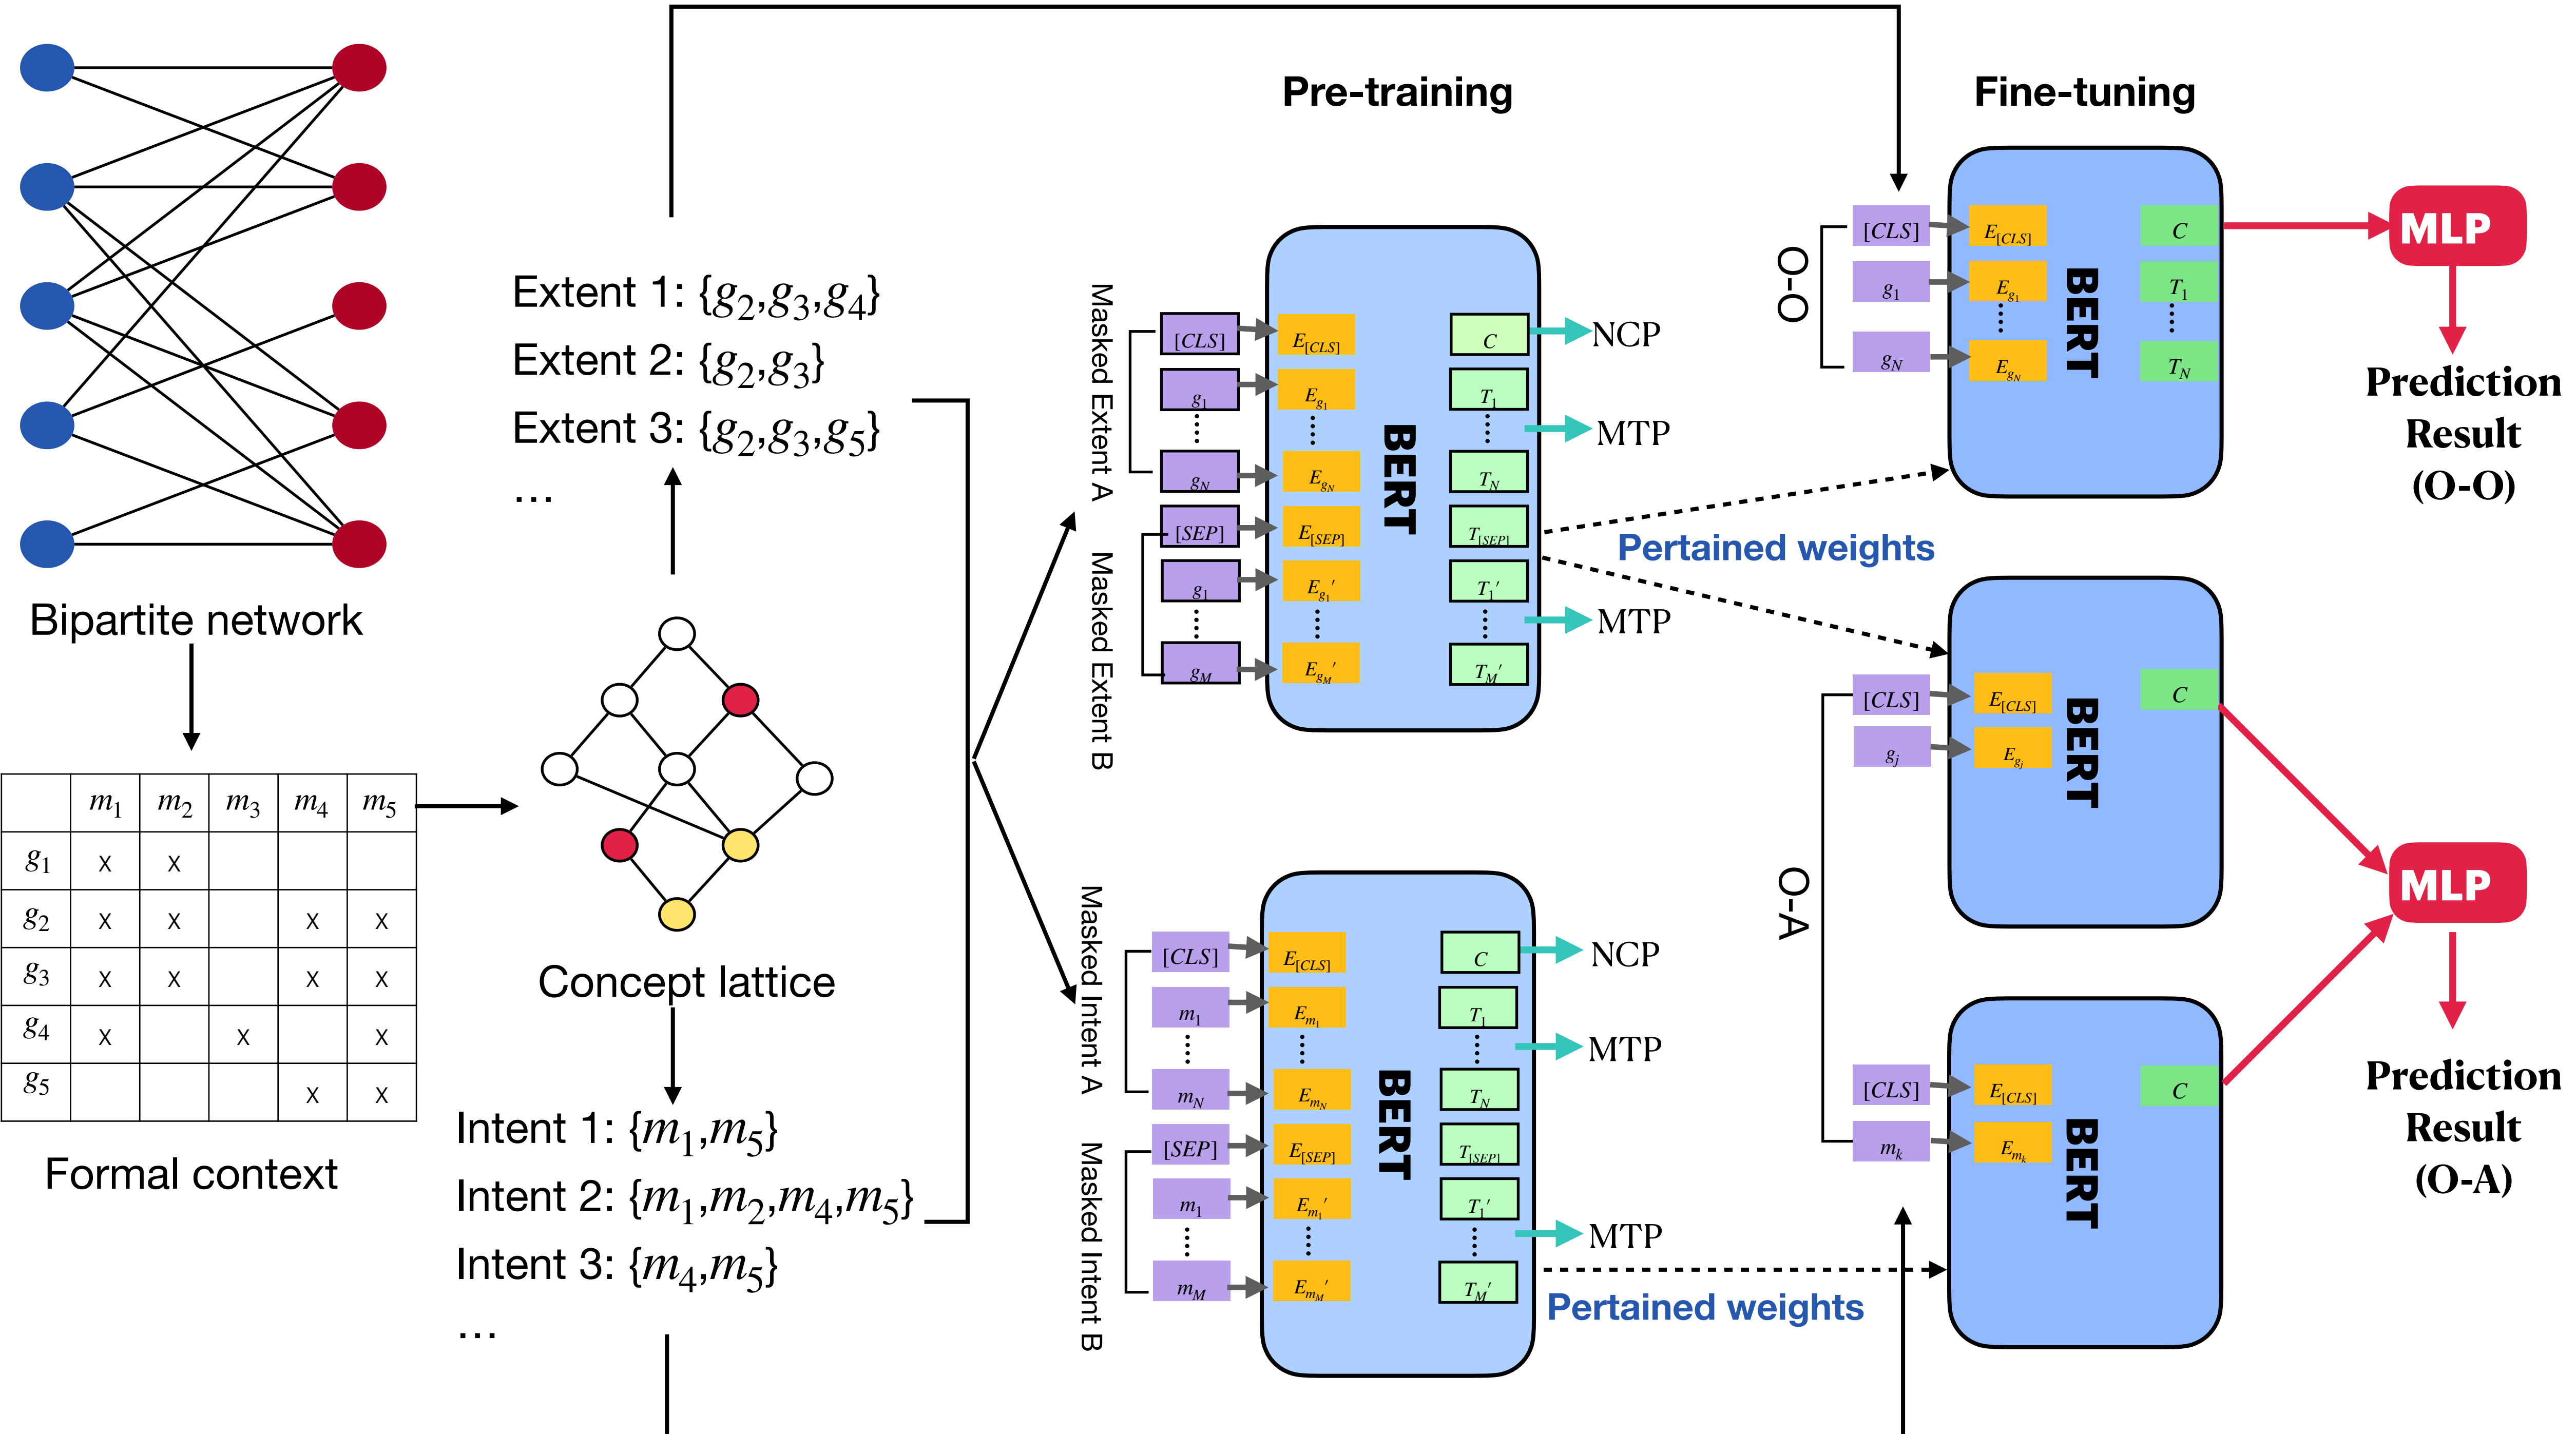 Bipartite network
m1 m2 m3 m4 m5
g1 x x
g2 x x x x
g3 x x x x
g4 x x x
g5 x x
Formal context
Extent 1: {g2,g3,g4}
Extent 2: {g2,g3}
Extent 3: {g2,g3,g5}
...
Concept lattice
Intent 1: {m1,m5}
Intent 2: {m1,m2,m4,m5}
Intent 3: {m4,m5}
...
Pre-training
Masked Extent A
Masked Extent B
[CLS] E[CLS] C NCP
g1 Eg1 T1
MTP
gN EgN TN
[SEP] E[SEP] T[SEP]
g1 Eg1′ T1′
MTP
gM EgM′ TM′
BERT
Masked Intent A
Masked Intent B
[CLS] E[CLS] C NCP
m1 Em1 T1
MTP
mN EmN TN
[SEP] E[SEP] T[SEP]
m1 Em1′ T1′
MTP
mM EmM′ TM′
BERT
Pertained weights
Pertained weights
Fine-tuning
O-O
[CLS] E[CLS] C
g1 Eg1 T1
gN EgN TN
BERT
MLP
Prediction
Result
(O-O)
O-A
[CLS] E[CLS] C
gj Egj
BERT
[CLS] E[CLS] C
mk Emk
BERT
MLP
Prediction
Result
(O-A)